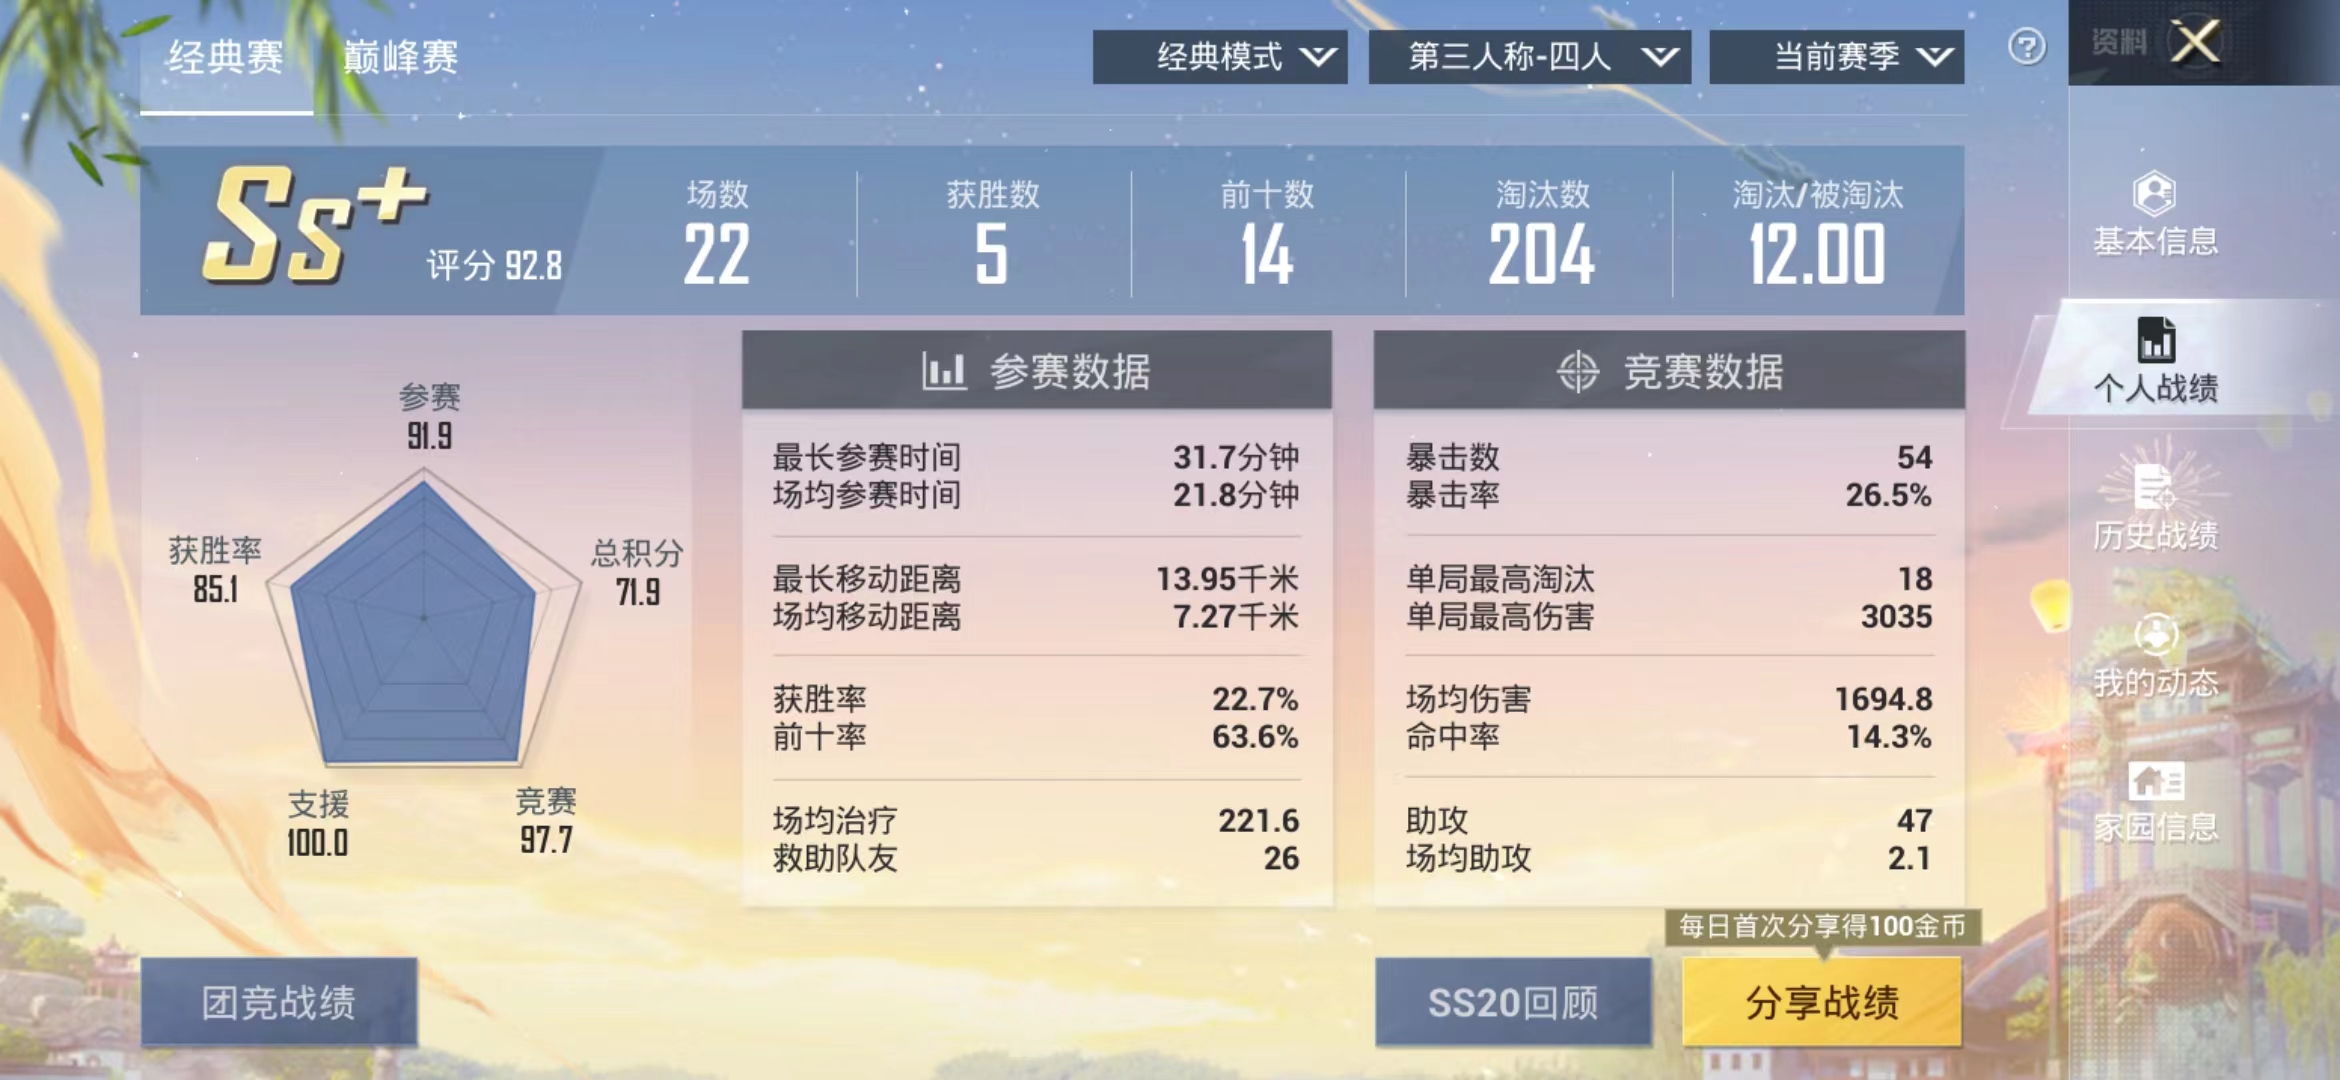 经典赛 巅峰赛 经典模式 第三人称-四人 当前赛季 ? 资料
Ss+ 评分 92.8
场数 获胜数 前十数 淘汰数 淘汰/被淘汰
22 5 14 204 12.00
参赛
91.9
获胜率
85.1
总积分
71.9
支援
100.0
竞赛
97.7
参赛数据
最长参赛时间 31.7分钟
场均参赛时间 21.8分钟
最长移动距离 13.95千米
场均移动距离 7.27千米
获胜率 22.7%
前十率 63.6%
场均治疗 221.6
救助队友 26
竞赛数据
暴击数 54
暴击率 26.5%
单局最高淘汰 18
单局最高伤害 3035
场均伤害 1694.8
命中率 14.3%
助攻 47
场均助攻 2.1
基本信息
个人战绩
历史战绩
我的动态
家园信息
每日首次分享得100金币
团竞战绩 SS20回顾 分享战绩